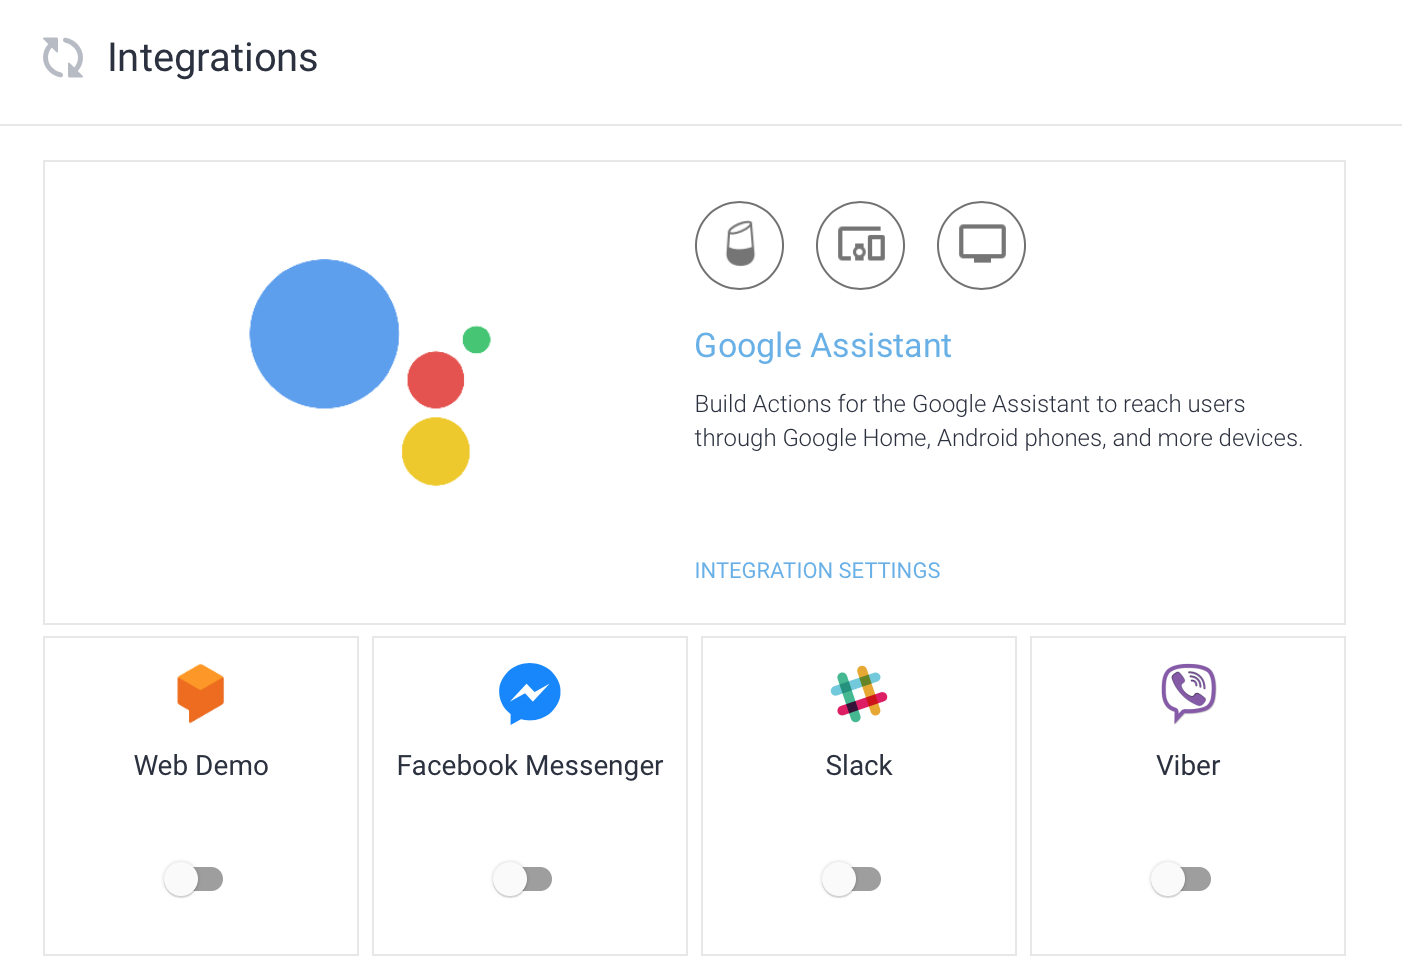 Integrations
Google Assistant
Build Actions for the Google Assistant to reach users
through Google Home, Android phones, and more devices.
INTEGRATION SETTINGS
Web Demo
Facebook Messenger
Slack
Viber